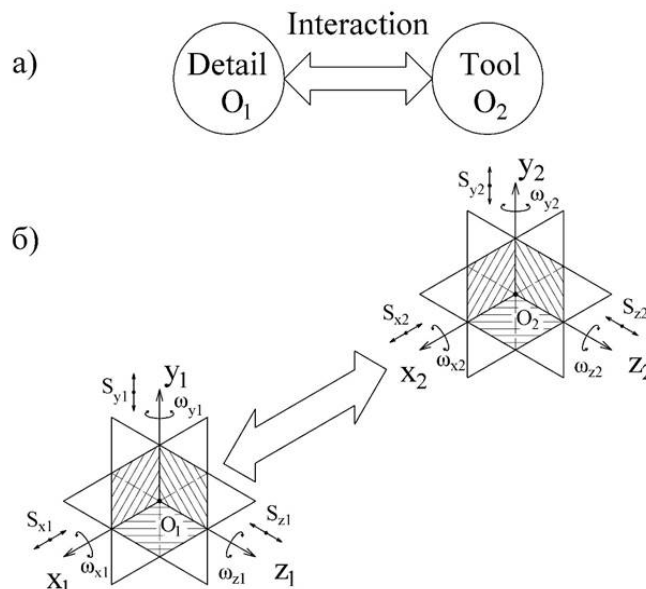 Interaction
а)
Detail
O₁
Tool
O₂
б)
y₂
Sy₂
ωy₂
O₂
Sx₂
Sz₂
ωx₂
ωz₂
x₂
z₂
y₁
Sy₁
ωy₁
O₁
Sx₁
Sz₁
ωx₁
ωz₁
x₁
z₁